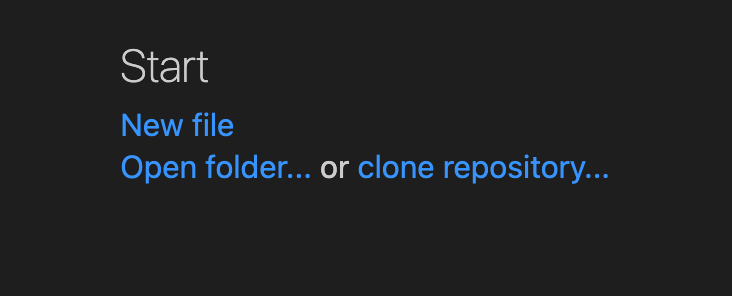 Start
New file
Open folder... or clone repository...